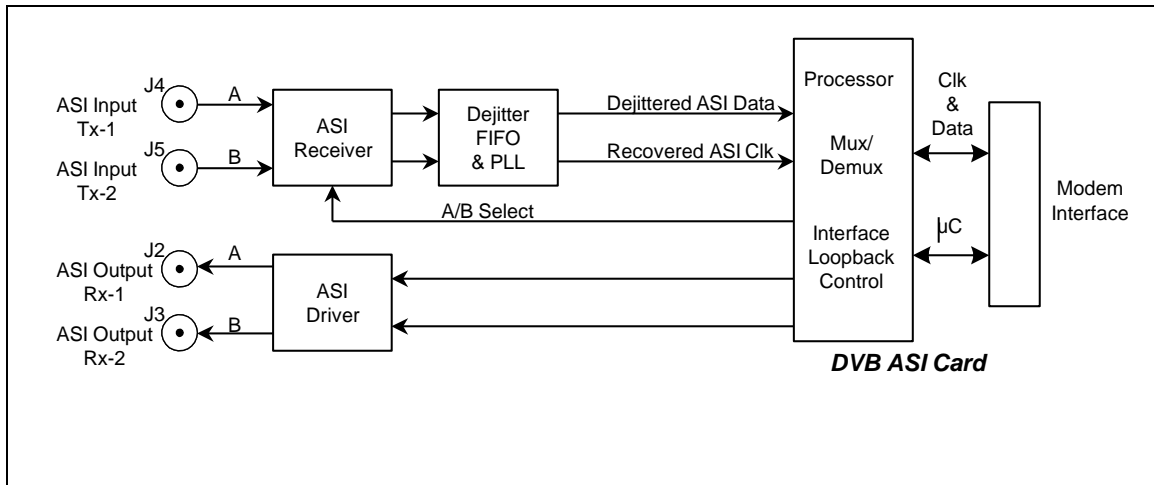 J4
A
ASI Input
Tx-1
J5
B
ASI Input
Tx-2
ASI
Receiver
Dejitter
FIFO
& PLL
Dejittered ASI Data
Recovered ASI Clk
A/B Select
Processor
Mux/
Demux
Interface
Loopback
Control
Clk
&
Data
µC
Modem
Interface
J2
A
ASI Output
Rx-1
J3
B
ASI Output
Rx-2
ASI
Driver
DVB ASI Card